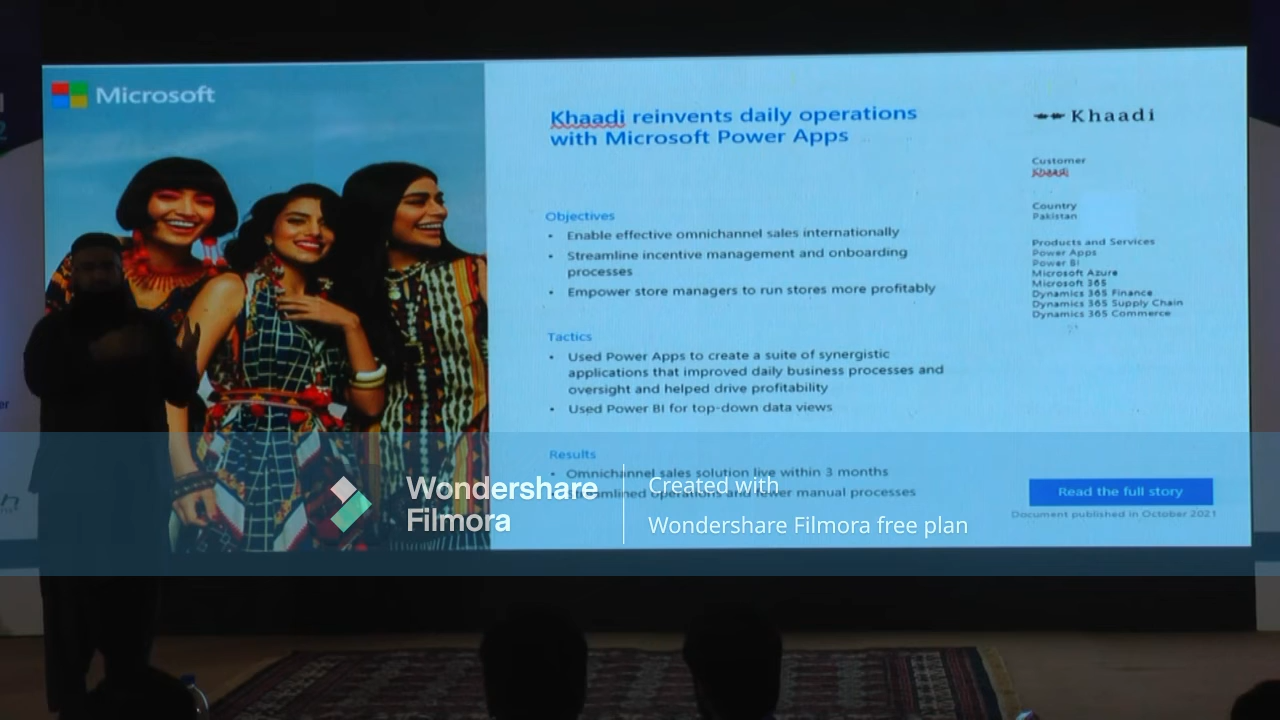 Microsoft
Khaadi reinvents daily operations
with Microsoft Power Apps
Objectives
• Enable effective omnichannel sales internationally
• Streamline incentive management and onboarding
processes
• Empower store managers to run stores more profitably
Tactics
• Used Power Apps to create a suite of synergistic
applications that improved daily business processes and
oversight and helped drive profitability
• Used Power BI for top-down data views
Results
• Omnichannel sales solution live within 3 months
Streamlined operations and fewer manual processes
Khaadi
Customer
Khaadi
Country
Pakistan
Products and Services
Power Apps
Power BI
Microsoft Azure
Microsoft 365
Dynamics 365 Finance
Dynamics 365 Supply Chain
Dynamics 365 Commerce
Read the full story
Document published in October 2021
Wondershare
Filmora
Created with
Wondershare Filmora free plan